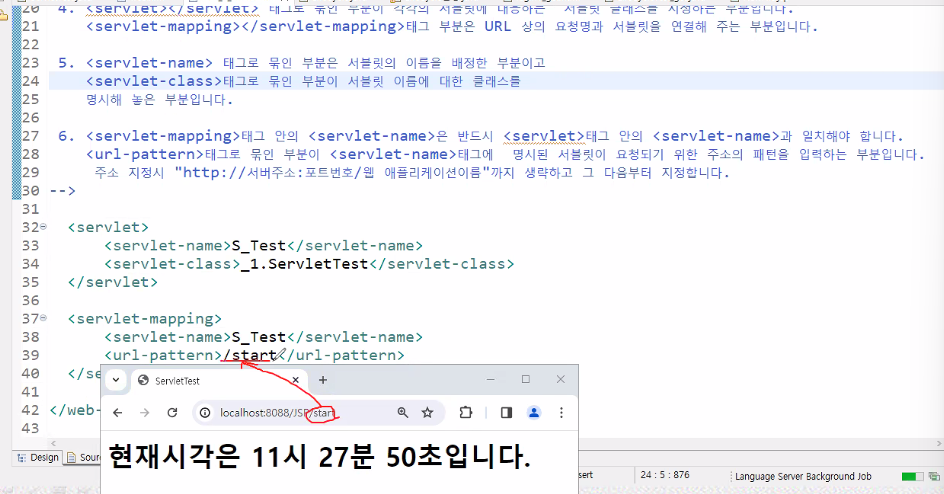 20 4. <servlet></servlet> 태그로 묶인 부분이 각각의 서블릿에 대응하는 서블릿 클래스를 지정하는 부분입니다.
21 <servlet-mapping></servlet-mapping>태그 부분은 URL 상의 요청명과 서블릿을 연결해 주는 부분입니다.
22
23 5. <servlet-name> 태그로 묶인 부분은 서블릿의 이름을 배정한 부분이고
24 <servlet-class>태그로 묶인 부분이 서블릿 이름에 대한 클래스를
25 명시해 놓은 부분입니다.
26
27 6. <servlet-mapping>태그 안의 <servlet-name>은 반드시 <servlet>태그 안의 <servlet-name>과 일치해야 합니다.
28 <url-pattern>태그로 묶인 부분이 <servlet-name>태그에 명시된 서블릿이 요청되기 위한 주소의 패턴을 입력하는 부분입니다.
29 주소 지정시 "http://서버주소:포트번호/웹 애플리케이션이름"까지 생략하고 그 다음부터 지정합니다.
30 -->
31
32 <servlet>
33 <servlet-name>S_Test</servlet-name>
34 <servlet-class>_1.ServletTest</servlet-class>
35 </servlet>
36
37 <servlet-mapping>
38 <servlet-name>S_Test</servlet-name>
39 <url-pattern>/start</url-pattern>
40 </se
41
42 </web-
43
ServletTest
localhost:8088/JSP/start
현재시각은 11시 27분 50초입니다.
Design Sour
sert 24 : 5 : 876 Language Server Background Job